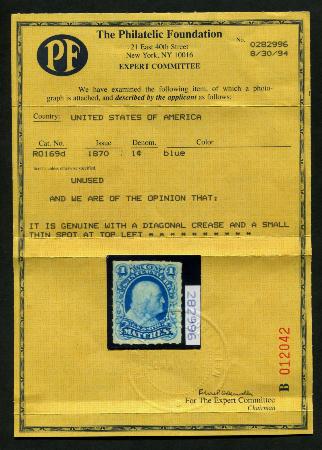 PF
The Philatelic Foundation
21 East 40th Street
New York, NY 10016
EXPERT COMMITTEE
No. 0282996
8/30/94
We have examined the following item, of which a photo-
graph is attached, and described by the applicant as follows:
Country: UNITED STATES OF AMERICA
Cat. No. Issue Denom. Color
RO169d 1870 1¢ blue
UNUSED
AND WE ARE OF THE OPINION THAT:
IT IS GENUINE WITH A DIAGONAL CREASE AND A SMALL
THIN SPOT AT TOP LEFT * * * * * * * * * *
1 1
MATCHES.
282996
B 012042
For The Expert Committee
Chairman